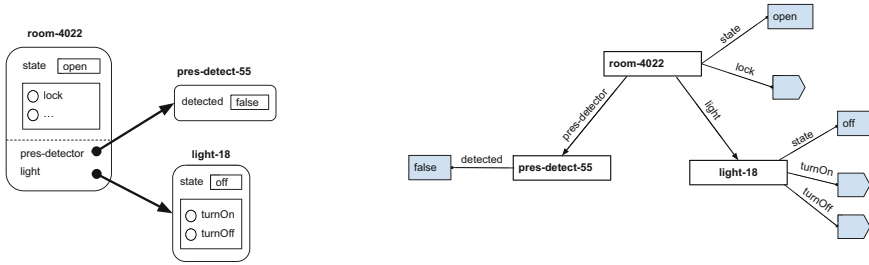 room-4022
state open
lock
...
pres-detector
light
pres-detect-55
detected false
light-18
state off
turnOn
turnOff
open
state
room-4022
lock
pres-detector
light
off
state
false
detected
pres-detect-55
light-18
turnOn
turnOff